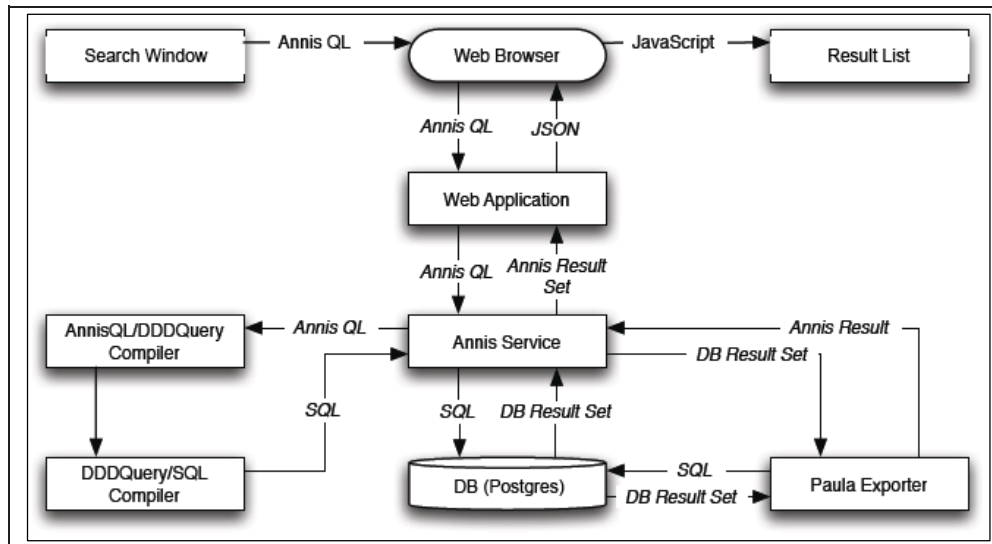 Search Window
Annis QL
Web Browser
JavaScript
Result List
Annis QL
JSON
Web Application
Annis QL
Annis Result
Set
AnnisQL/DDDQuery
Compiler
Annis QL
Annis Service
Annis Result
DB Result Set
SQL
SQL
DB Result Set
DDDQuery/SQL
Compiler
DB (Postgres)
SQL
DB Result Set
Paula Exporter